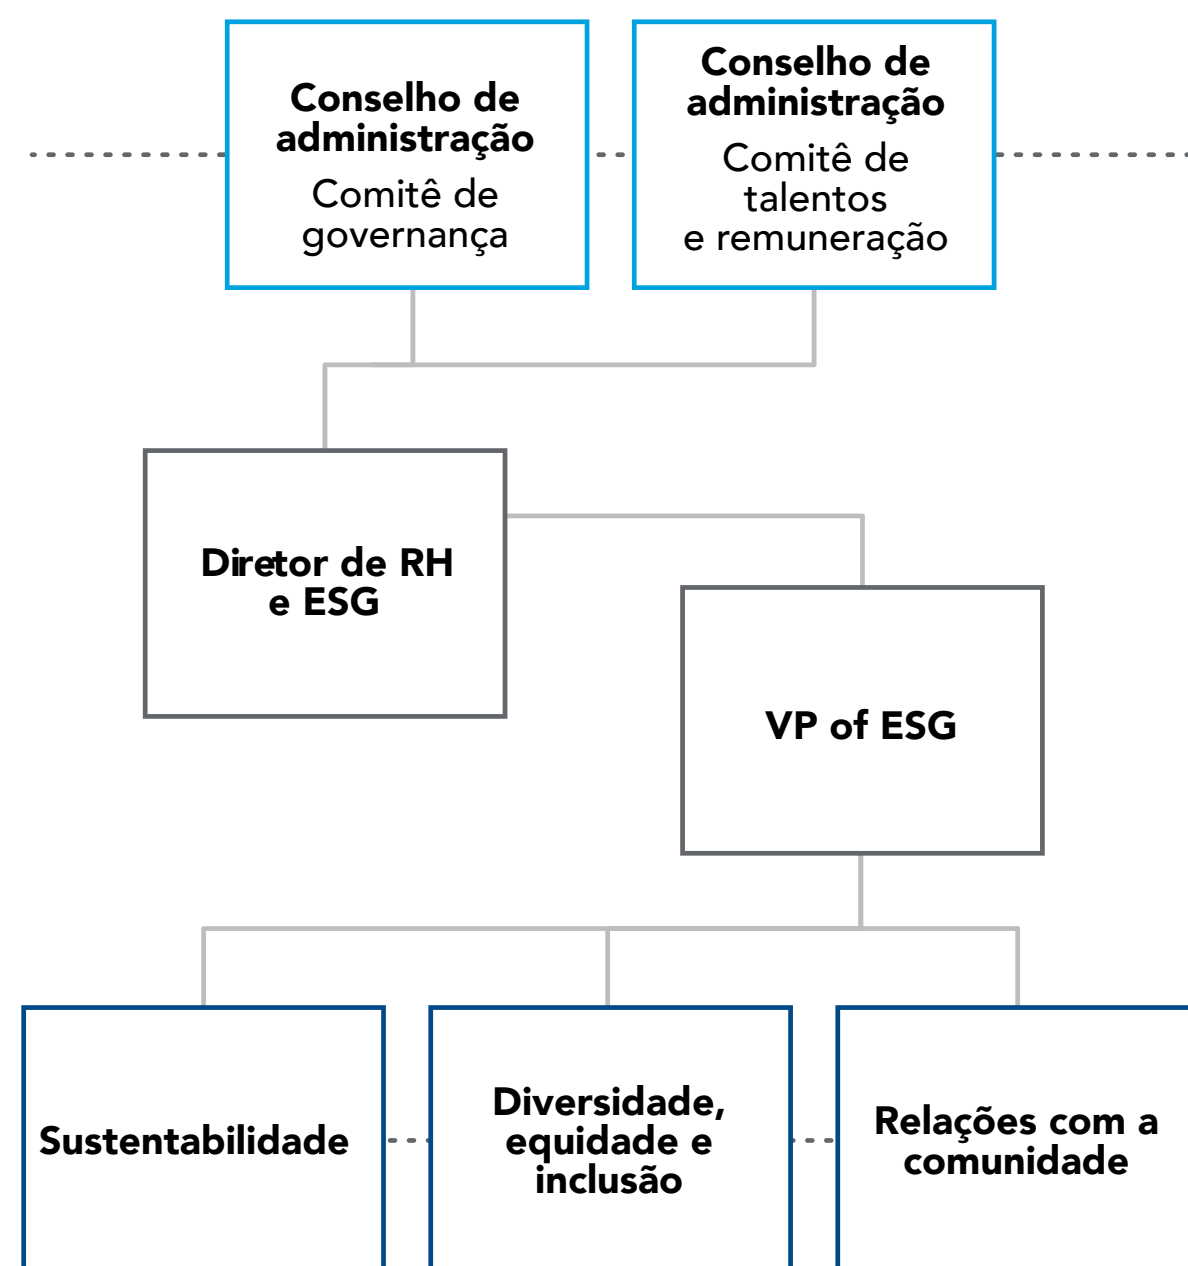 Conselho de
administração
Comitê de
governança
Conselho de
administração
Comitê de
talentos
e remuneração
Diretor de RH
e ESG
VP of ESG
Sustentabilidade
Diversidade,
equidade e
inclusão
Relações com a
comunidade